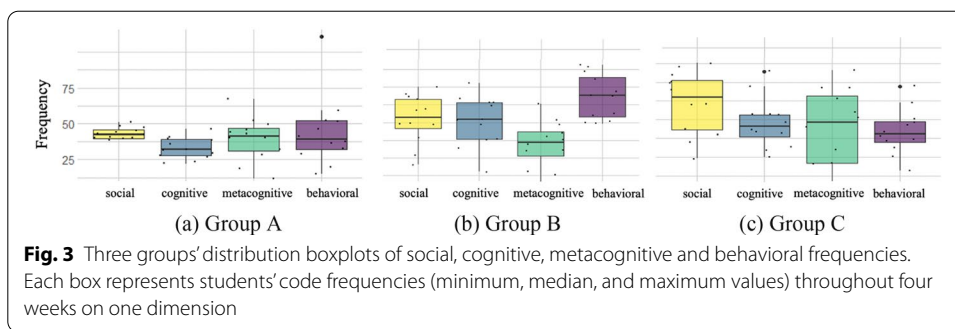 Frequency
75
50
25
social cognitive metacognitive behavioral
social cognitive metacognitive behavioral
social cognitive metacognitive behavioral
(a) Group A
(b) Group B
(c) Group C
Fig. 3 Three groups' distribution boxplots of social, cognitive, metacognitive and behavioral frequencies.
Each box represents students' code frequencies (minimum, median, and maximum values) throughout four
weeks on one dimension